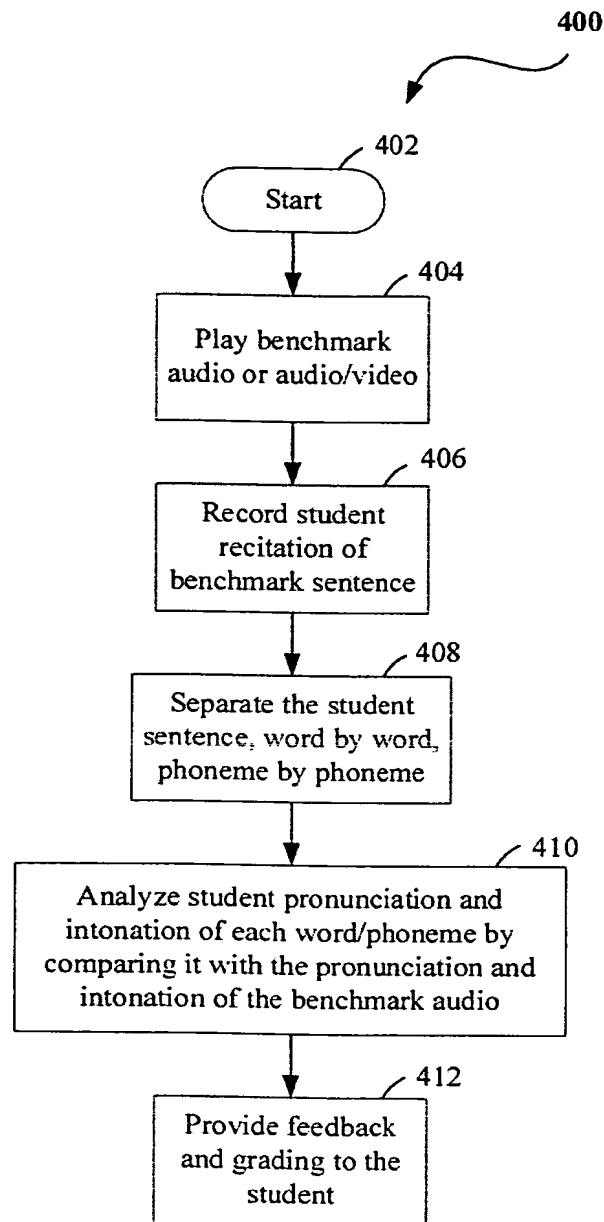 400
402
Start
404
Play benchmark
audio or audio/video
406
Record student
recitation of
benchmark sentence
408
Separate the student
sentence, word by word,
phoneme by phoneme
410
Analyze student pronunciation and
intonation of each word/phoneme by
comparing it with the pronunciation and
intonation of the benchmark audio
412
Provide feedback
and grading to the
student